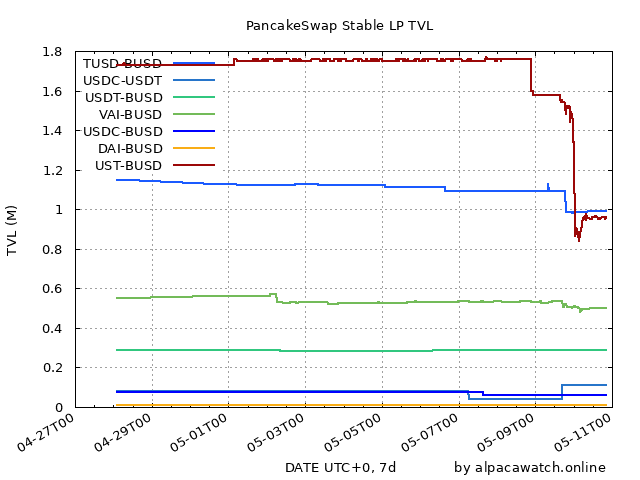 PancakeSwap Stable LP TVL
TVL (M)
1.8
1.6
1.4
1.2
1
0.8
0.6
0.4
0.2
0
TUSD-BUSD
USDC-USDT
USDT-BUSD
VAI-BUSD
USDC-BUSD
DAI-BUSD
UST-BUSD
04-27T00
04-29T00
05-01T00
05-03T00
05-05T00
05-07T00
05-09T00
05-11T00
DATE UTC+0, 7d
by alpacawatch.online